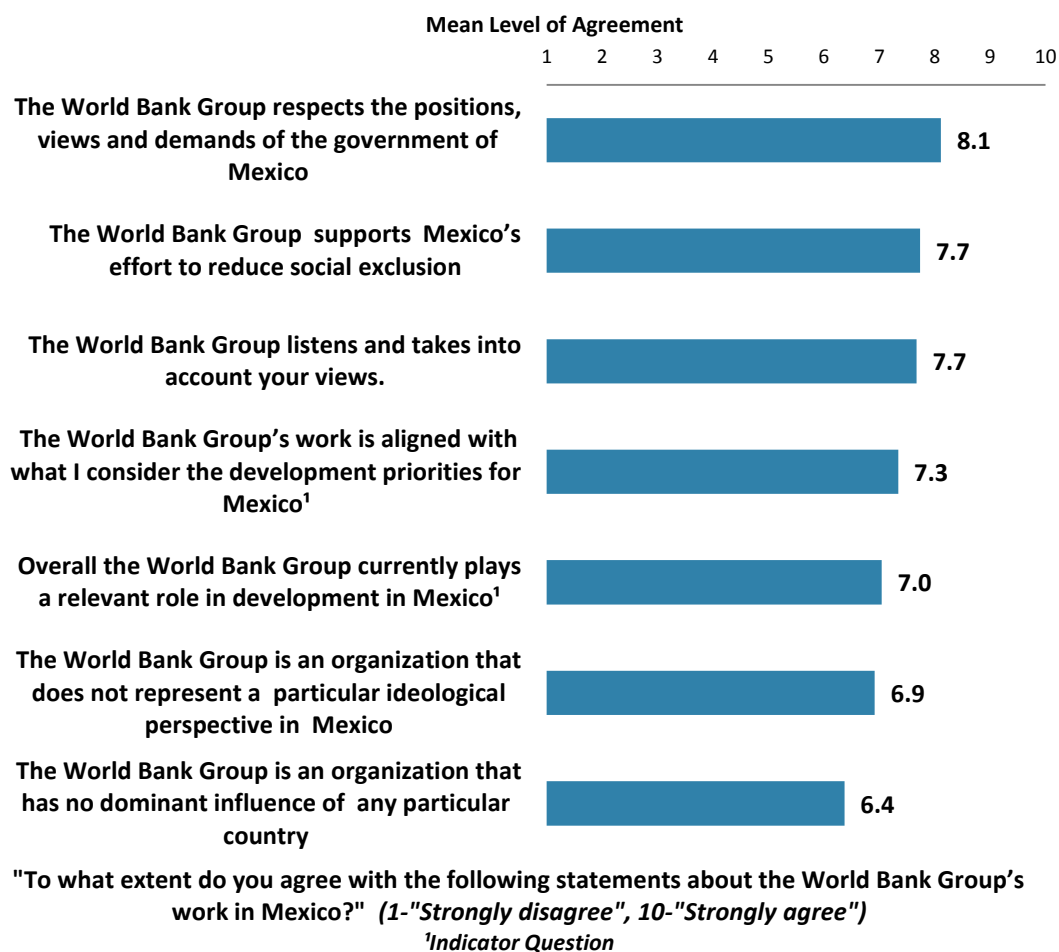 Mean Level of Agreement
1 2 3 4 5 6 7 8 9 10
The World Bank Group respects the positions,
views and demands of the government of
Mexico
8.1
The World Bank Group supports Mexico’s
effort to reduce social exclusion
7.7
The World Bank Group listens and takes into
account your views.
7.7
The World Bank Group’s work is aligned with
what I consider the development priorities for
Mexico¹
7.3
Overall the World Bank Group currently plays
a relevant role in development in Mexico¹
7.0
The World Bank Group is an organization that
does not represent a particular ideological
perspective in Mexico
6.9
The World Bank Group is an organization that
has no dominant influence of any particular
country
6.4
"To what extent do you agree with the following statements about the World Bank Group’s
work in Mexico?" (1-"Strongly disagree", 10-"Strongly agree")
¹Indicator Question